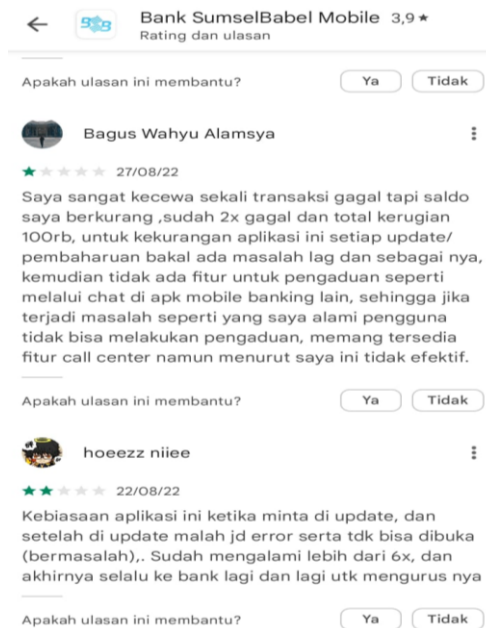 Bank SumselBabel Mobile 3,9 ★
Rating dan ulasan
Apakah ulasan ini membantu? Ya Tidak
Bagus Wahyu Alamsya
27/08/22
Saya sangat kecewa sekali transaksi gagal tapi saldo
saya berkurang ,sudah 2x gagal dan total kerugian
100rb, untuk kekurangan aplikasi ini setiap update/
pembaharuan bakal ada masalah lag dan sebagai nya,
kemudian tidak ada fitur untuk pengaduan seperti
melalui chat di apk mobile banking lain, sehingga jika
terjadi masalah seperti yang saya alami pengguna
tidak bisa melakukan pengaduan, memang tersedia
fitur call center namun menurut saya ini tidak efektif.
Apakah ulasan ini membantu? Ya Tidak
hoeezz niiee
22/08/22
Kebiasaan aplikasi ini ketika minta di update, dan
setelah di update malah jd error serta tdk bisa dibuka
(bermasalah),. Sudah mengalami lebih dari 6x, dan
akhirnya selalu ke bank lagi dan lagi utk mengurus nya
Apakah ulasan ini membantu? Ya Tidak